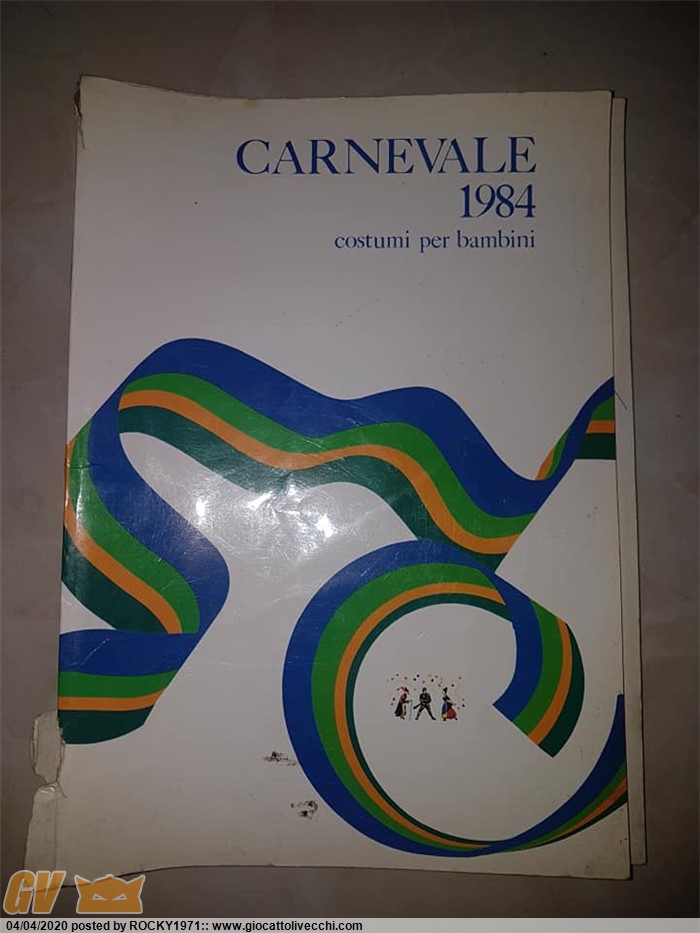 CARNEVALE
1984
costumi per bambini
GV
04/04/2020 posted by ROCKY1971:: www.giocattolivecchi.com